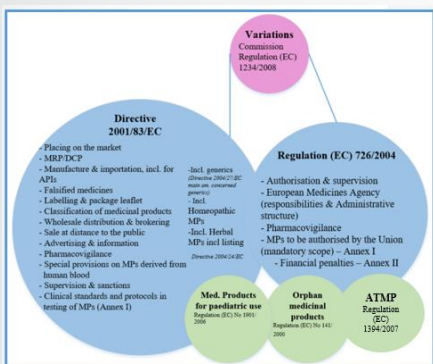 Variations
Commission
Regulation (EC)
1234/2008
Directive
2001/83/EC
- Placing on the market
- MRP/DCP
- Manufacture & importation, incl. for
APIs
- Falsified medicines
- Labelling & package leaflet
- Classification of medicinal products
- Wholesale distribution & brokering
- Sale at distance to the public
- Advertising & information
- Pharmacovigilance
- Special provisions on MPs derived from
human blood
- Supervision & sanctions
- Clinical standards and protocols in
testing of MPs (Annex I)
-Incl. generics
(Directive 2004/27/EC
main am. concerned
generics)
- Incl.
Homeopathic
MPs
-Incl. Herbal
MPs incl listing
Directive 2004/24/EC
Regulation (EC) 726/2004
- Authorisation & supervision
- European Medicines Agency
(responsibilities & Administrative
structure)
- Pharmacovigilance
- MPs to be authorised by the Union
(mandatory scope) – Annex I
- Financial penalties – Annex II
Med. Products
for paediatric use
Regulation (EC) No 1901/
2006
Orphan
medicinal
products
Regulation (EC) No 141/
2000
ATMP
Regulation
(EC)
1394/2007